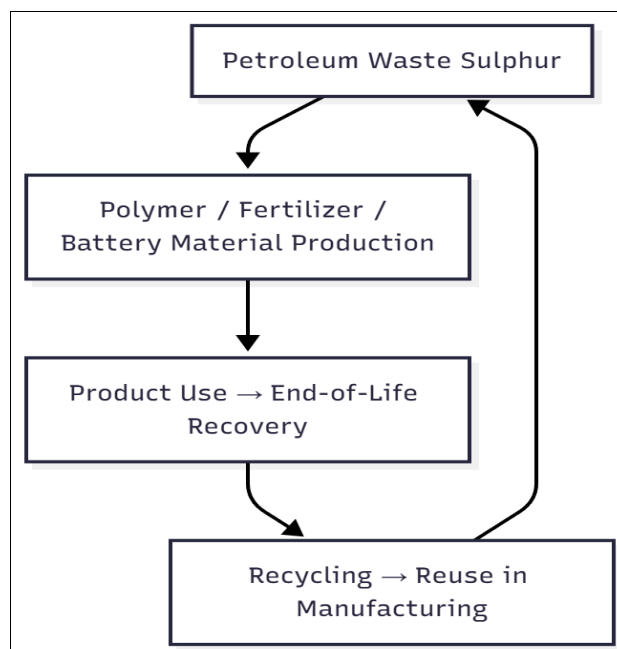 Petroleum Waste Sulphur
Polymer / Fertilizer /
Battery Material Production
Product Use → End-of-Life
Recovery
Recycling → Reuse in
Manufacturing